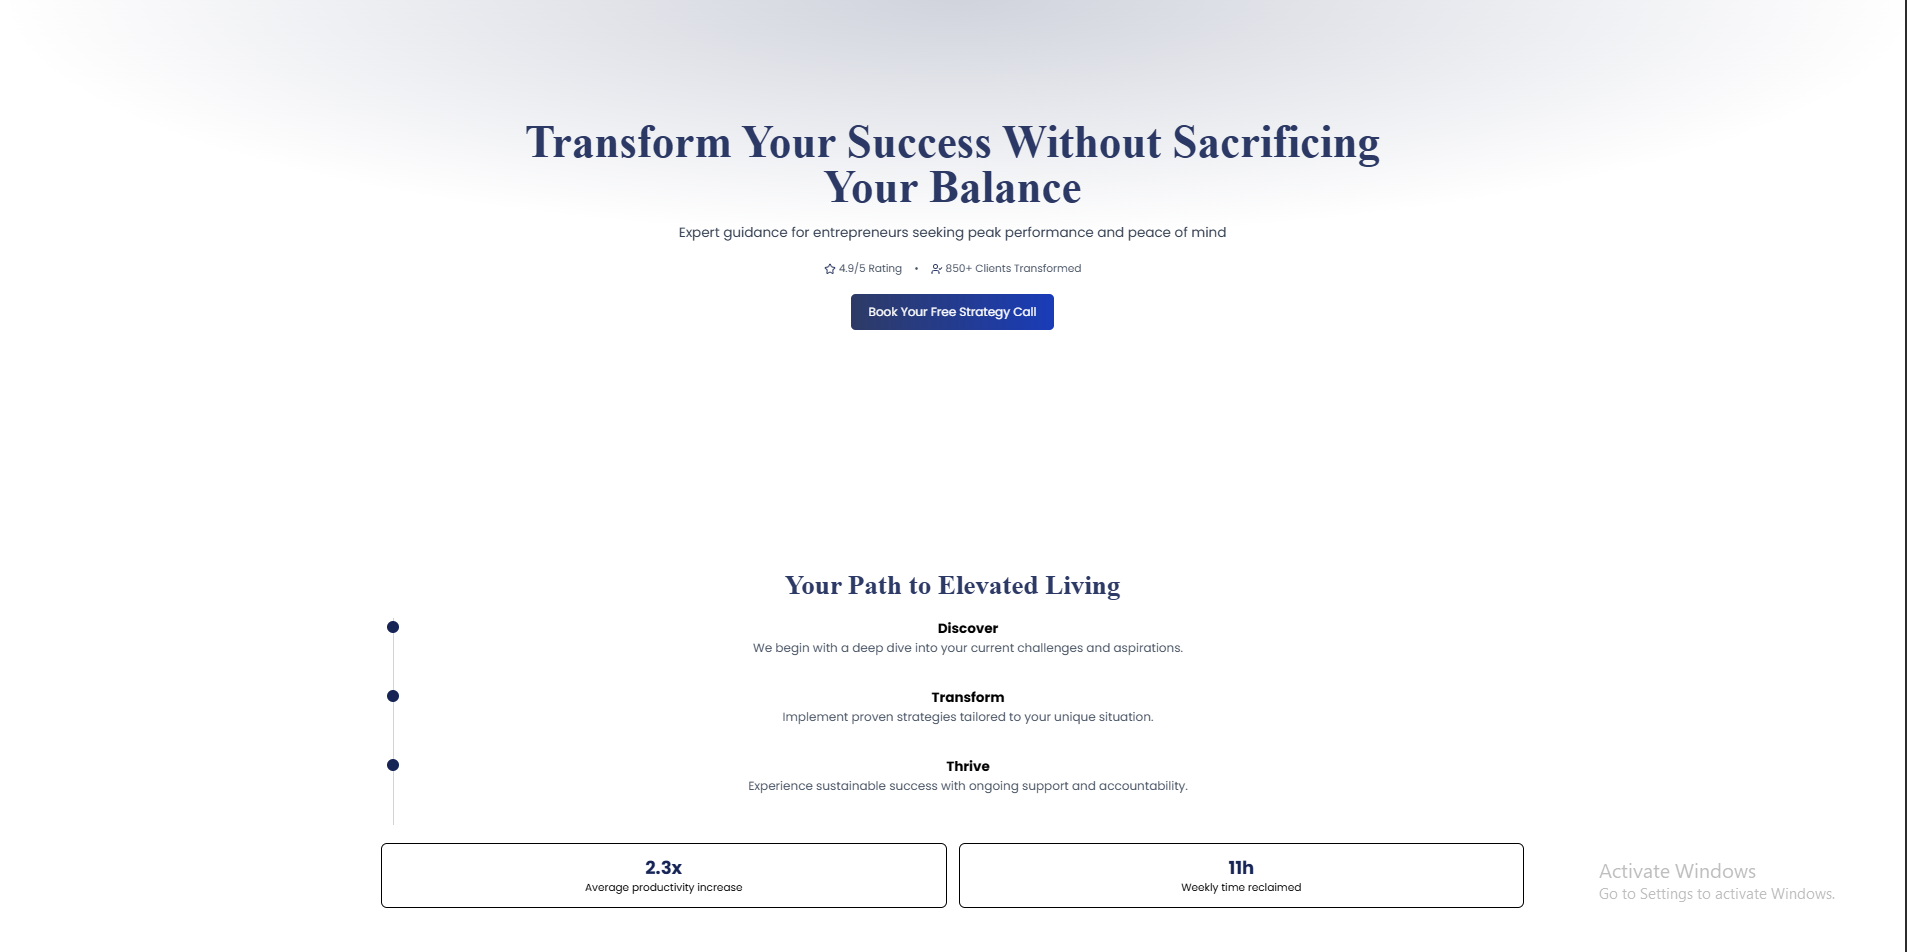 Transform Your Success Without Sacrificing
Your Balance
Expert guidance for entrepreneurs seeking peak performance and peace of mind
4.9/5 Rating • 850+ Clients Transformed
Book Your Free Strategy Call
Your Path to Elevated Living
Discover
We begin with a deep dive into your current challenges and aspirations.
Transform
Implement proven strategies tailored to your unique situation.
Thrive
Experience sustainable success with ongoing support and accountability.
2.3x
Average productivity increase
11h
Weekly time reclaimed
Activate Windows
Go to Settings to activate Windows.